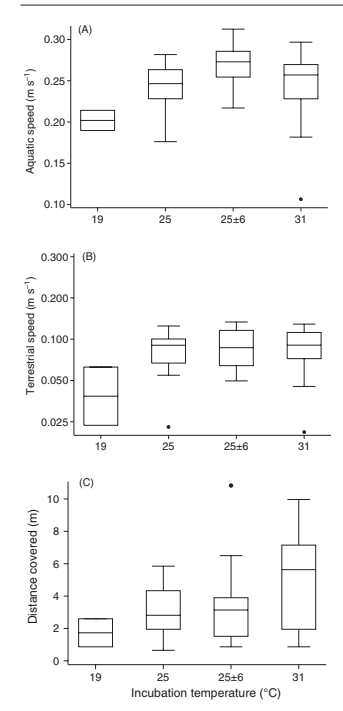 (A)
0.30
0.25
0.20
0.15
0.10
Aquatic speed (m s⁻¹)
19 25 25±6 31
(B)
0.300
0.200
0.100
0.050
0.025
Terrestrial speed (m s⁻¹)
19 25 25±6 31
(C)
10
8
6
4
2
0
Distance covered (m)
19 25 25±6 31
Incubation temperature (°C)